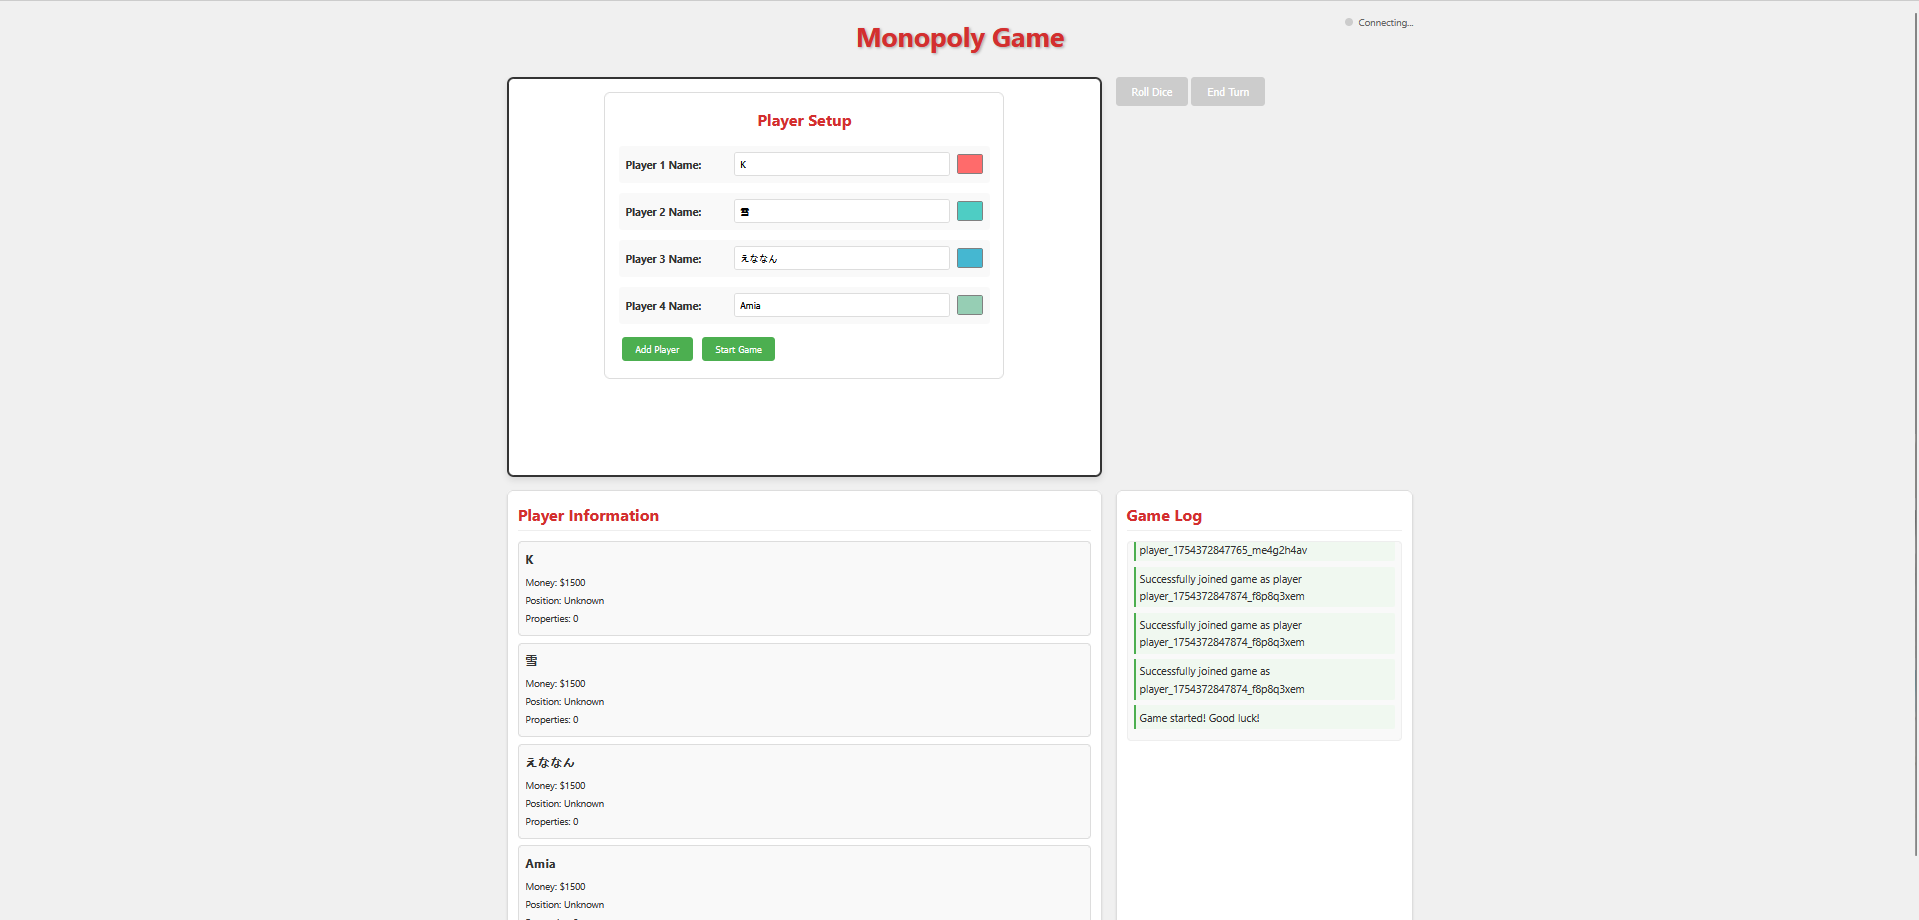 Connecting...
Monopoly Game
Roll Dice
End Turn
Player Setup
Player 1 Name:
K
Player 2 Name:
雪
Player 3 Name:
えななん
Player 4 Name:
Amia
Add Player
Start Game
Player Information
K
Money: $1500
Position: Unknown
Properties: 0
雪
Money: $1500
Position: Unknown
Properties: 0
えななん
Money: $1500
Position: Unknown
Properties: 0
Amia
Money: $1500
Position: Unknown
Game Log
player_1754372847765_me4g2h4av
Successfully joined game as player
player_1754372847874_f8p8q3xem
Successfully joined game as player
player_1754372847874_f8p8q3xem
Successfully joined game as
player_1754372847874_f8p8q3xem
Game started! Good luck!